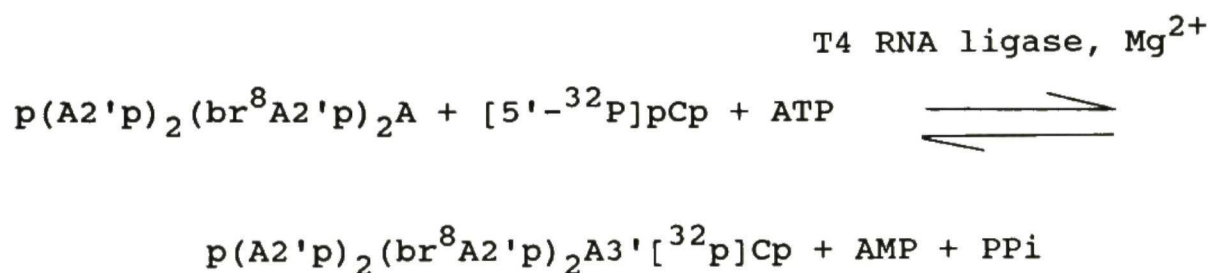 T4 RNA ligase, Mg²⁺
p(A2'p)₂(br⁸A2'p)₂A + [5'-³²P]pCp + ATP
p(A2'p)₂(br⁸A2'p)₂A3'[³²p]Cp + AMP + PPi